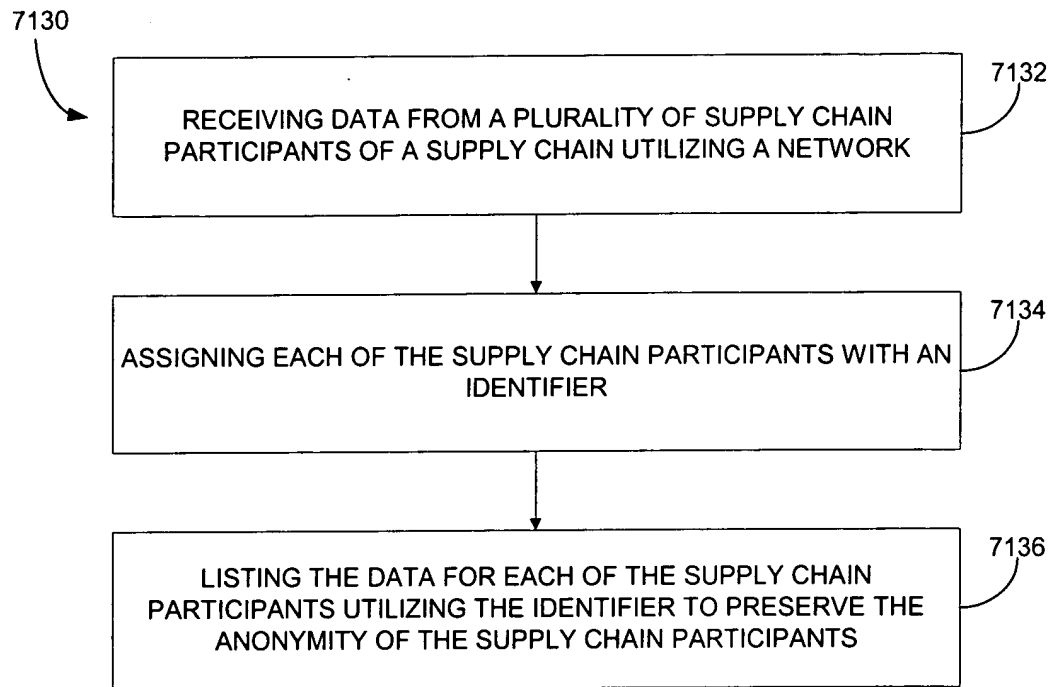 7130
7132
RECEIVING DATA FROM A PLURALITY OF SUPPLY CHAIN
PARTICIPANTS OF A SUPPLY CHAIN UTILIZING A NETWORK
7134
ASSIGNING EACH OF THE SUPPLY CHAIN PARTICIPANTS WITH AN
IDENTIFIER
7136
LISTING THE DATA FOR EACH OF THE SUPPLY CHAIN
PARTICIPANTS UTILIZING THE IDENTIFIER TO PRESERVE THE
ANONYMITY OF THE SUPPLY CHAIN PARTICIPANTS